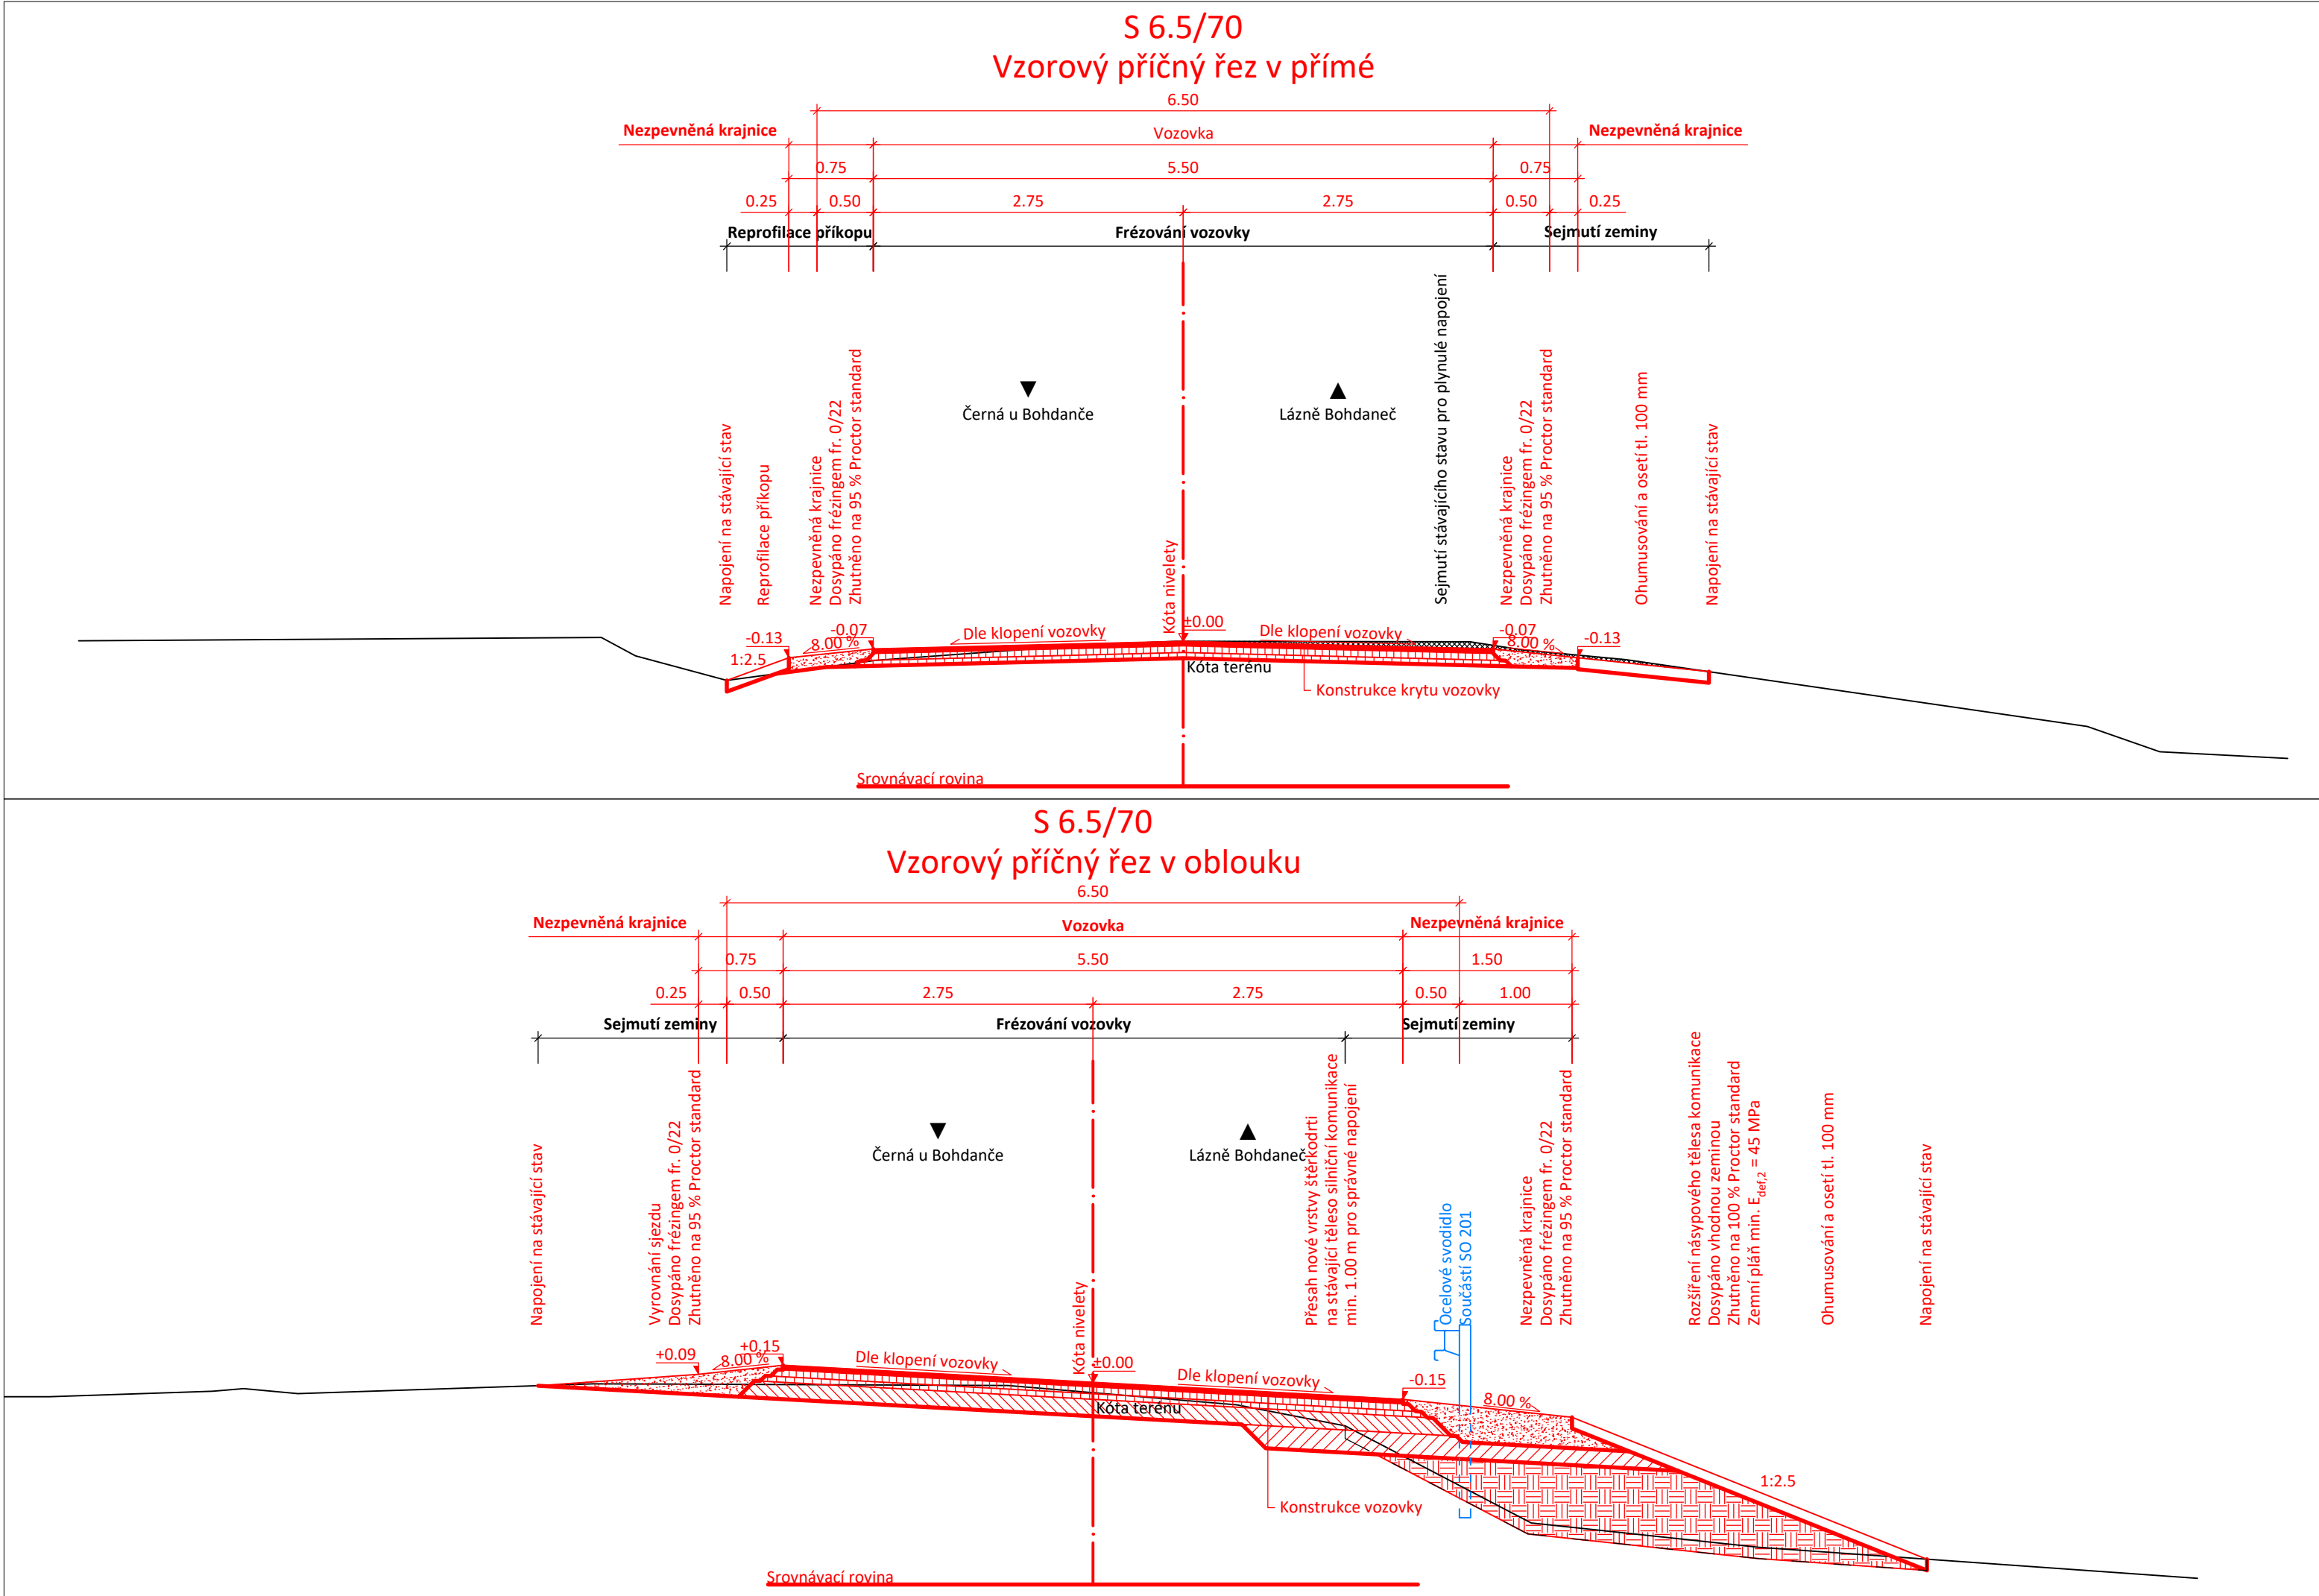 S 6.5/70
Vzorový příčný řez v přímé
6.50
Nezpevněná krajnice
Vozovka
Nezpevněná krajnice
0.75
5.50
0.75
0.25
0.50
2.75
2.75
0.50
0.25
Reprofilace příkopu
Frézování vozovky
Sejmutí zeminy
Napojení na stávající stav
Reprofilace příkopu
Nezpevněná krajnice
Dosypáno frézingem fr. 0/22
Zhutněno na 95 % Proctor standard
Černá u Bohdanče
Kóta nivelety
Lázně Bohdaneč
Sejmutí stávajícího stavu pro plynulé napojení
Nezpevněná krajnice
Dosypáno frézingem fr. 0/22
Zhutněno na 95 % Proctor standard
Ohumusování a osetí tl. 100 mm
Napojení na stávající stav
-0.13
8.00 %
-0.07
Dle klopení vozovky
±0.00
Dle klopení vozovky
-0.07
8.00 %
-0.13
1:2.5
Kóta terénu
Konstrukce krytu vozovky
Srovnávací rovina
S 6.5/70
Vzorový příčný řez v oblouku
6.50
Nezpevněná krajnice
Vozovka
Nezpevněná krajnice
0.75
5.50
1.50
0.25
0.50
2.75
2.75
0.50
1.00
Sejmutí zeminy
Frézování vozovky
Sejmutí zeminy
Napojení na stávající stav
Vyrovnání sjezdu
Dosypáno frézingem fr. 0/22
Zhutněno na 95 % Proctor standard
Černá u Bohdanče
Kóta nivelety
Lázně Bohdaneč
Přesah nové vrstvy štěrkodrti
na stávající těleso silniční komunikace
min. 1.00 m pro správné napojení
Ocelové svodidlo
Součástí SO 201
Nezpevněná krajnice
Dosypáno frézingem fr. 0/22
Zhutněno na 95 % Proctor standard
Rozšíření násypového tělesa komunikace
Dosypáno vhodnou zeminou
Zhutněno na 100 % Proctor standard
Zemní pláň min. Edef,2 = 45 MPa
Ohumusování a osetí tl. 100 mm
Napojení na stávající stav
+0.09
8.00 %
+0.15
Dle klopení vozovky
±0.00
Dle klopení vozovky
-0.15
8.00 %
Kóta terénu
1:2.5
Konstrukce vozovky
Srovnávací rovina